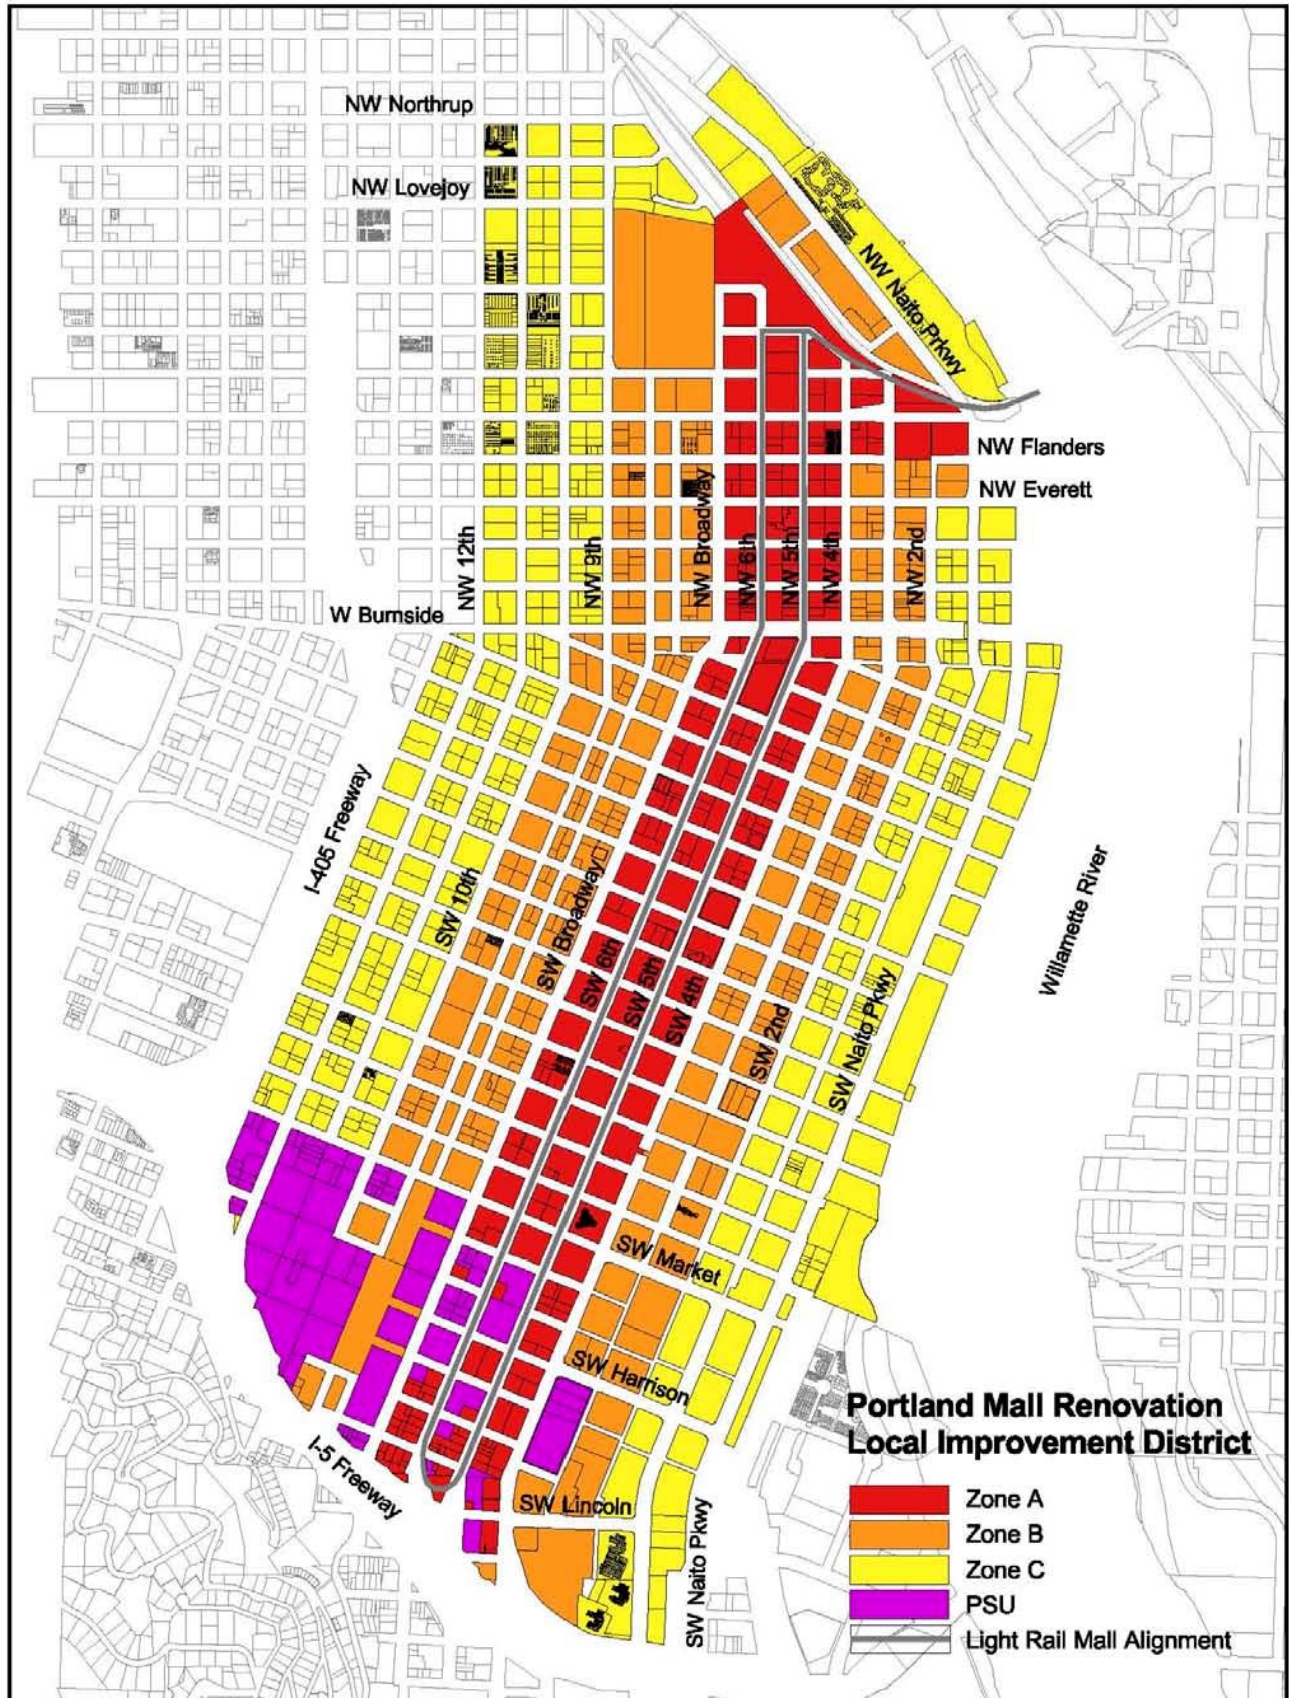 NW Northrup
NW Lovejoy
NW Naito Prkwy
NW Flanders
NW Everett
NW 12th
NW 9th
NW Broadway
NW 6th
NW 5th
NW 4th
NW 2nd
W Burnside
I-405 Freeway
SW 10th
SW Broadway
SW 6th
SW 5th
SW 4th
SW 2nd
SW Naito Pkwy
Willamette River
SW Market
SW Harrison
I-5 Freeway
SW Lincoln
SW Naito Pkwy
Portland Mall Renovation
Local Improvement District
Zone A
Zone B
Zone C
PSU
Light Rail Mall Alignment